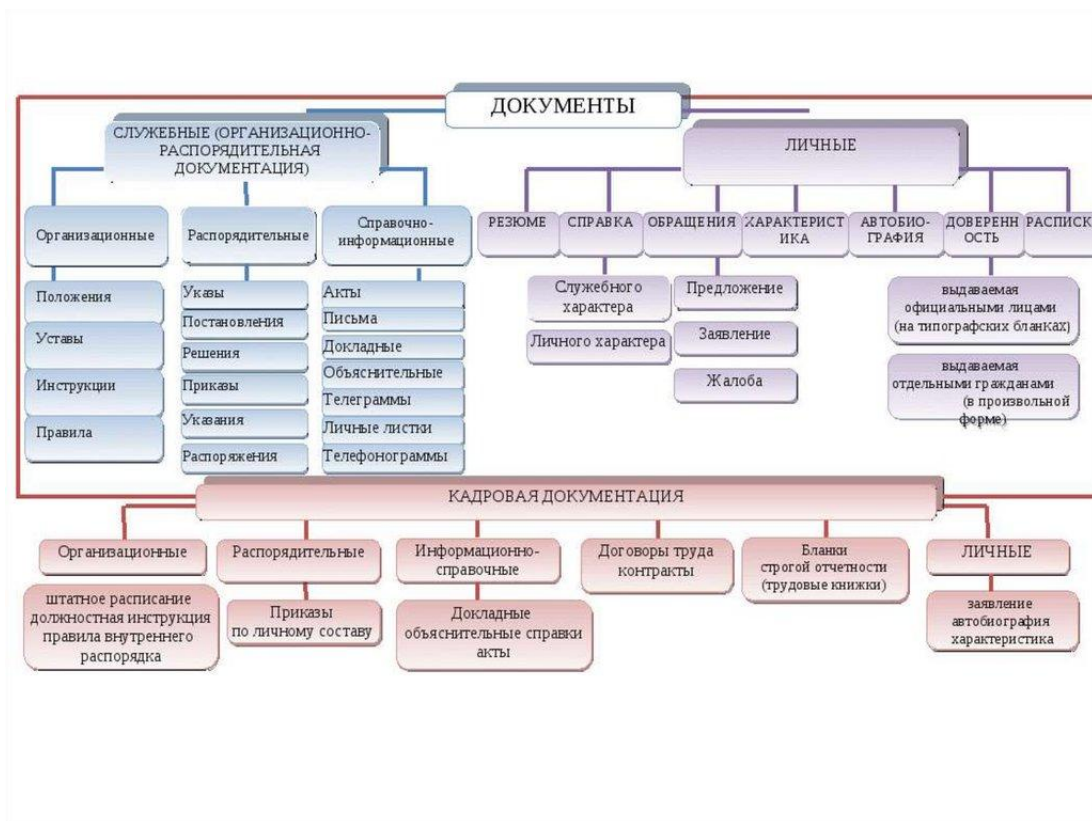 ДОКУМЕНТЫ
СЛУЖЕБНЫЕ (ОРГАНИЗАЦИОННО-
РАСПОРЯДИТЕЛЬНАЯ
ДОКУМЕНТАЦИЯ)
ЛИЧНЫЕ
Организационные
Распорядительные
Справочно-
информационные
Положения
Уставы
Инструкции
Правила
Указы
Постановления
Решения
Приказы
Указания
Распоряжения
Акты
Письма
Докладные
Объяснительные
Телеграммы
Личные листки
Телефонограммы
РЕЗЮМЕ
СПРАВКА
ОБРАЩЕНИЯ
ХАРАКТЕРИСТ
ИКА
АВТОБИО-
ГРАФИЯ
ДОВЕРЕНН
ОСТЬ
РАСПИСК
Служебного
характера
Личного характера
Предложение
Заявление
Жалоба
выдаваемая
официальными лицами
(на типографских бланках)
выдаваемая
отдельными гражданами
(в произвольной
форме)
КАДРОВАЯ ДОКУМЕНТАЦИЯ
Организационные
Распорядительные
Информационно-
справочные
Договоры труда
контракты
Бланки
строгой отчетности
(трудовые книжки)
ЛИЧНЫЕ
штатное расписание
должностная инструкция
правила внутреннего
распорядка
Приказы
по личному составу
Докладные
объяснительные справки
акты
заявление
автобиография
характеристика